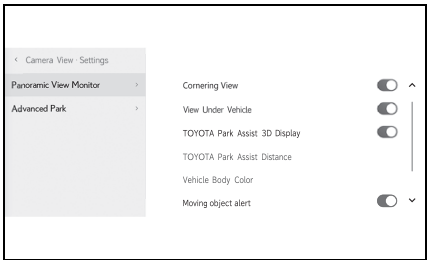 Camera View · Settings
Panoramic View Monitor
Advanced Park
Cornering View
View Under Vehicle
TOYOTA Park Assist 3D Display
TOYOTA Park Assist Distance
Vehicle Body Color
Moving object alert